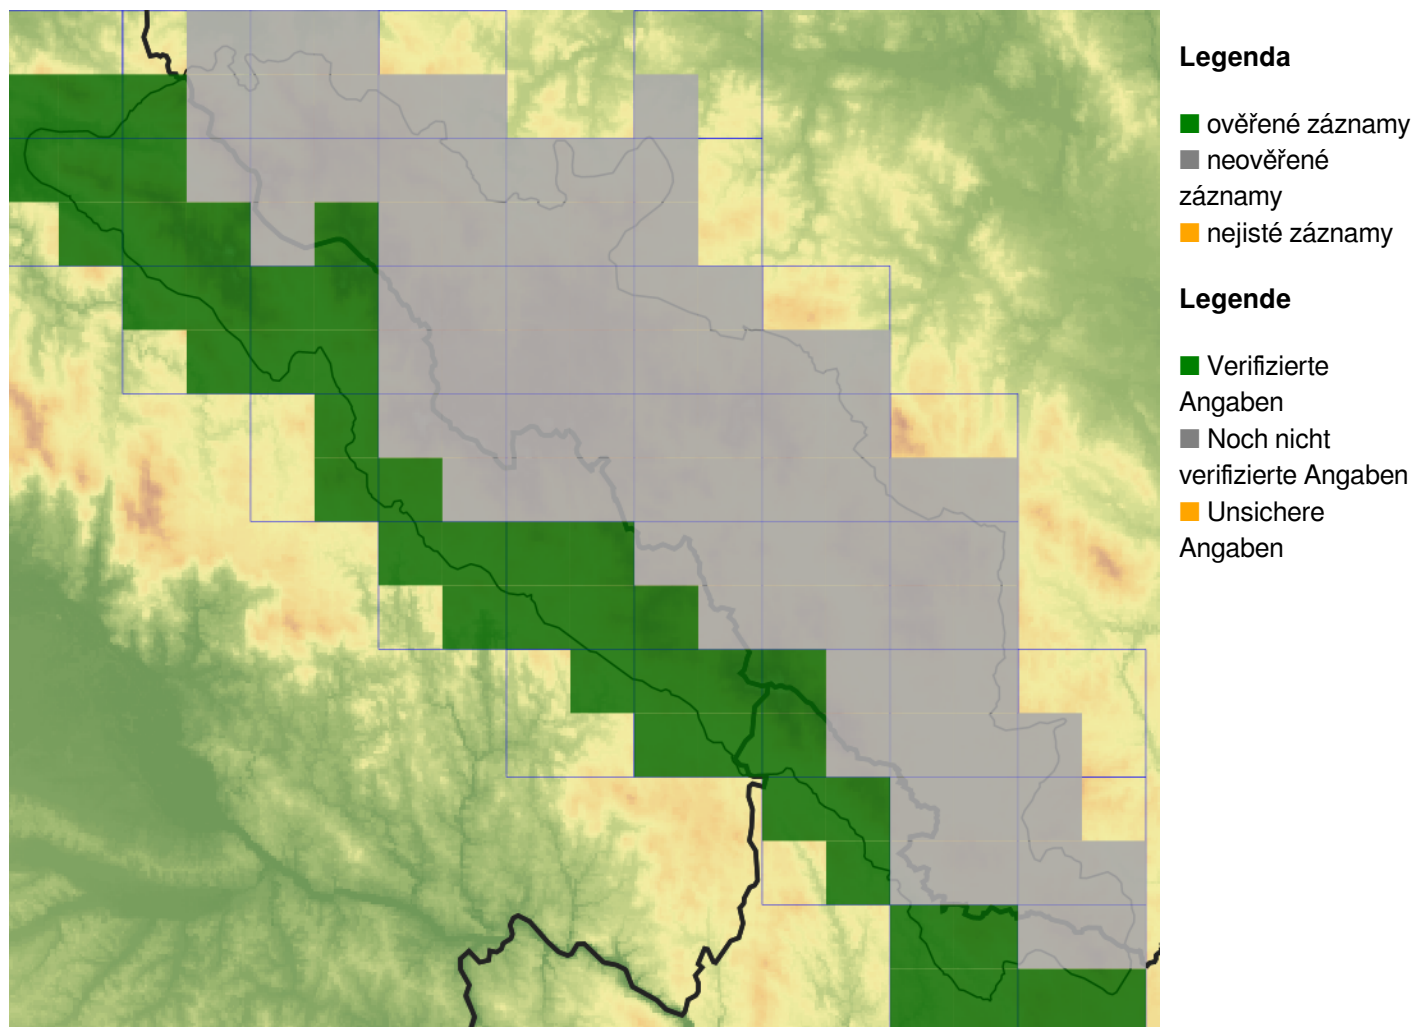 Legenda
ověřené záznamy
neověřené
záznamy
nejisté záznamy
Legende
Verifizierte
Angaben
Noch nicht
verifizierte Angaben
Unsichere
Angaben